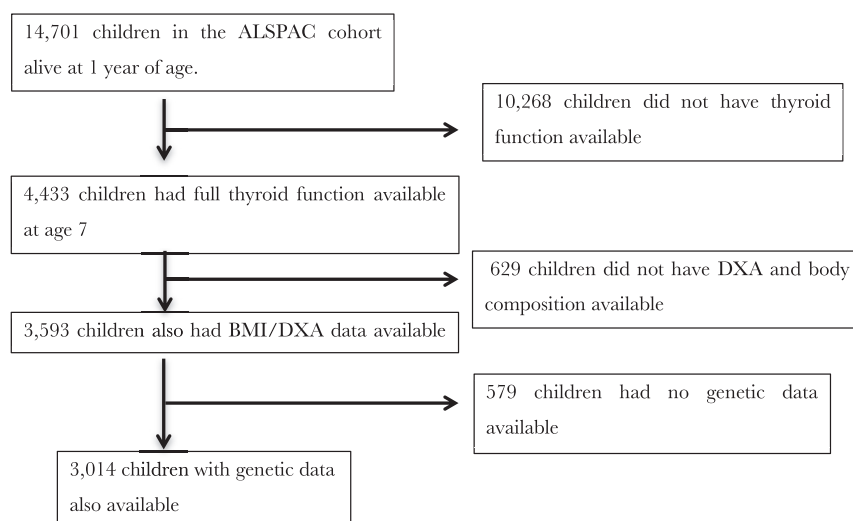 14,701 children in the ALSPAC cohort
alive at 1 year of age.
10,268 children did not have thyroid
function available
4,433 children had full thyroid function available
at age 7
629 children did not have DXA and body
composition available
3,593 children also had BMI/DXA data available
579 children had no genetic data
available
3,014 children with genetic data
also available